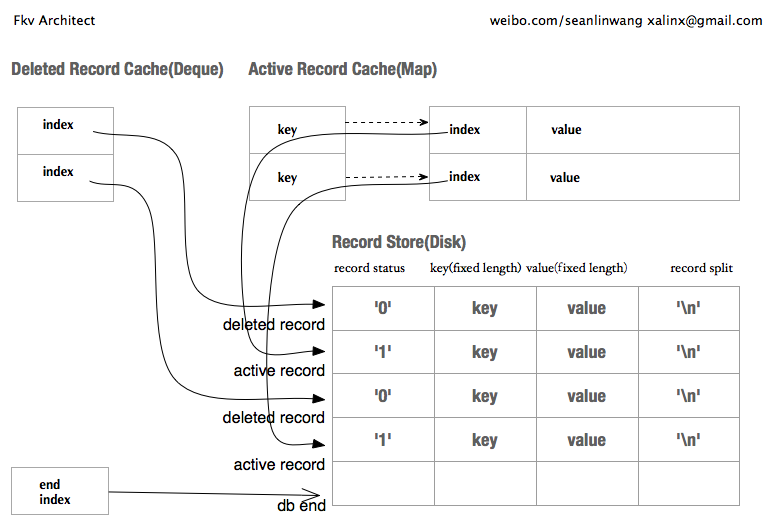 Fkv Architect
weibo.com/seanlinwang xalinx@gmail.com
Deleted Record Cache(Deque)
Active Record Cache(Map)
index
index
key
index
value
key
index
value
Record Store(Disk)
record status
key(fixed length)
value(fixed length)
record split
'0'
key
value
'\n'
deleted record
'1'
key
value
'\n'
active record
'0'
key
value
'\n'
deleted record
'1'
key
value
'\n'
active record
end
index
db end